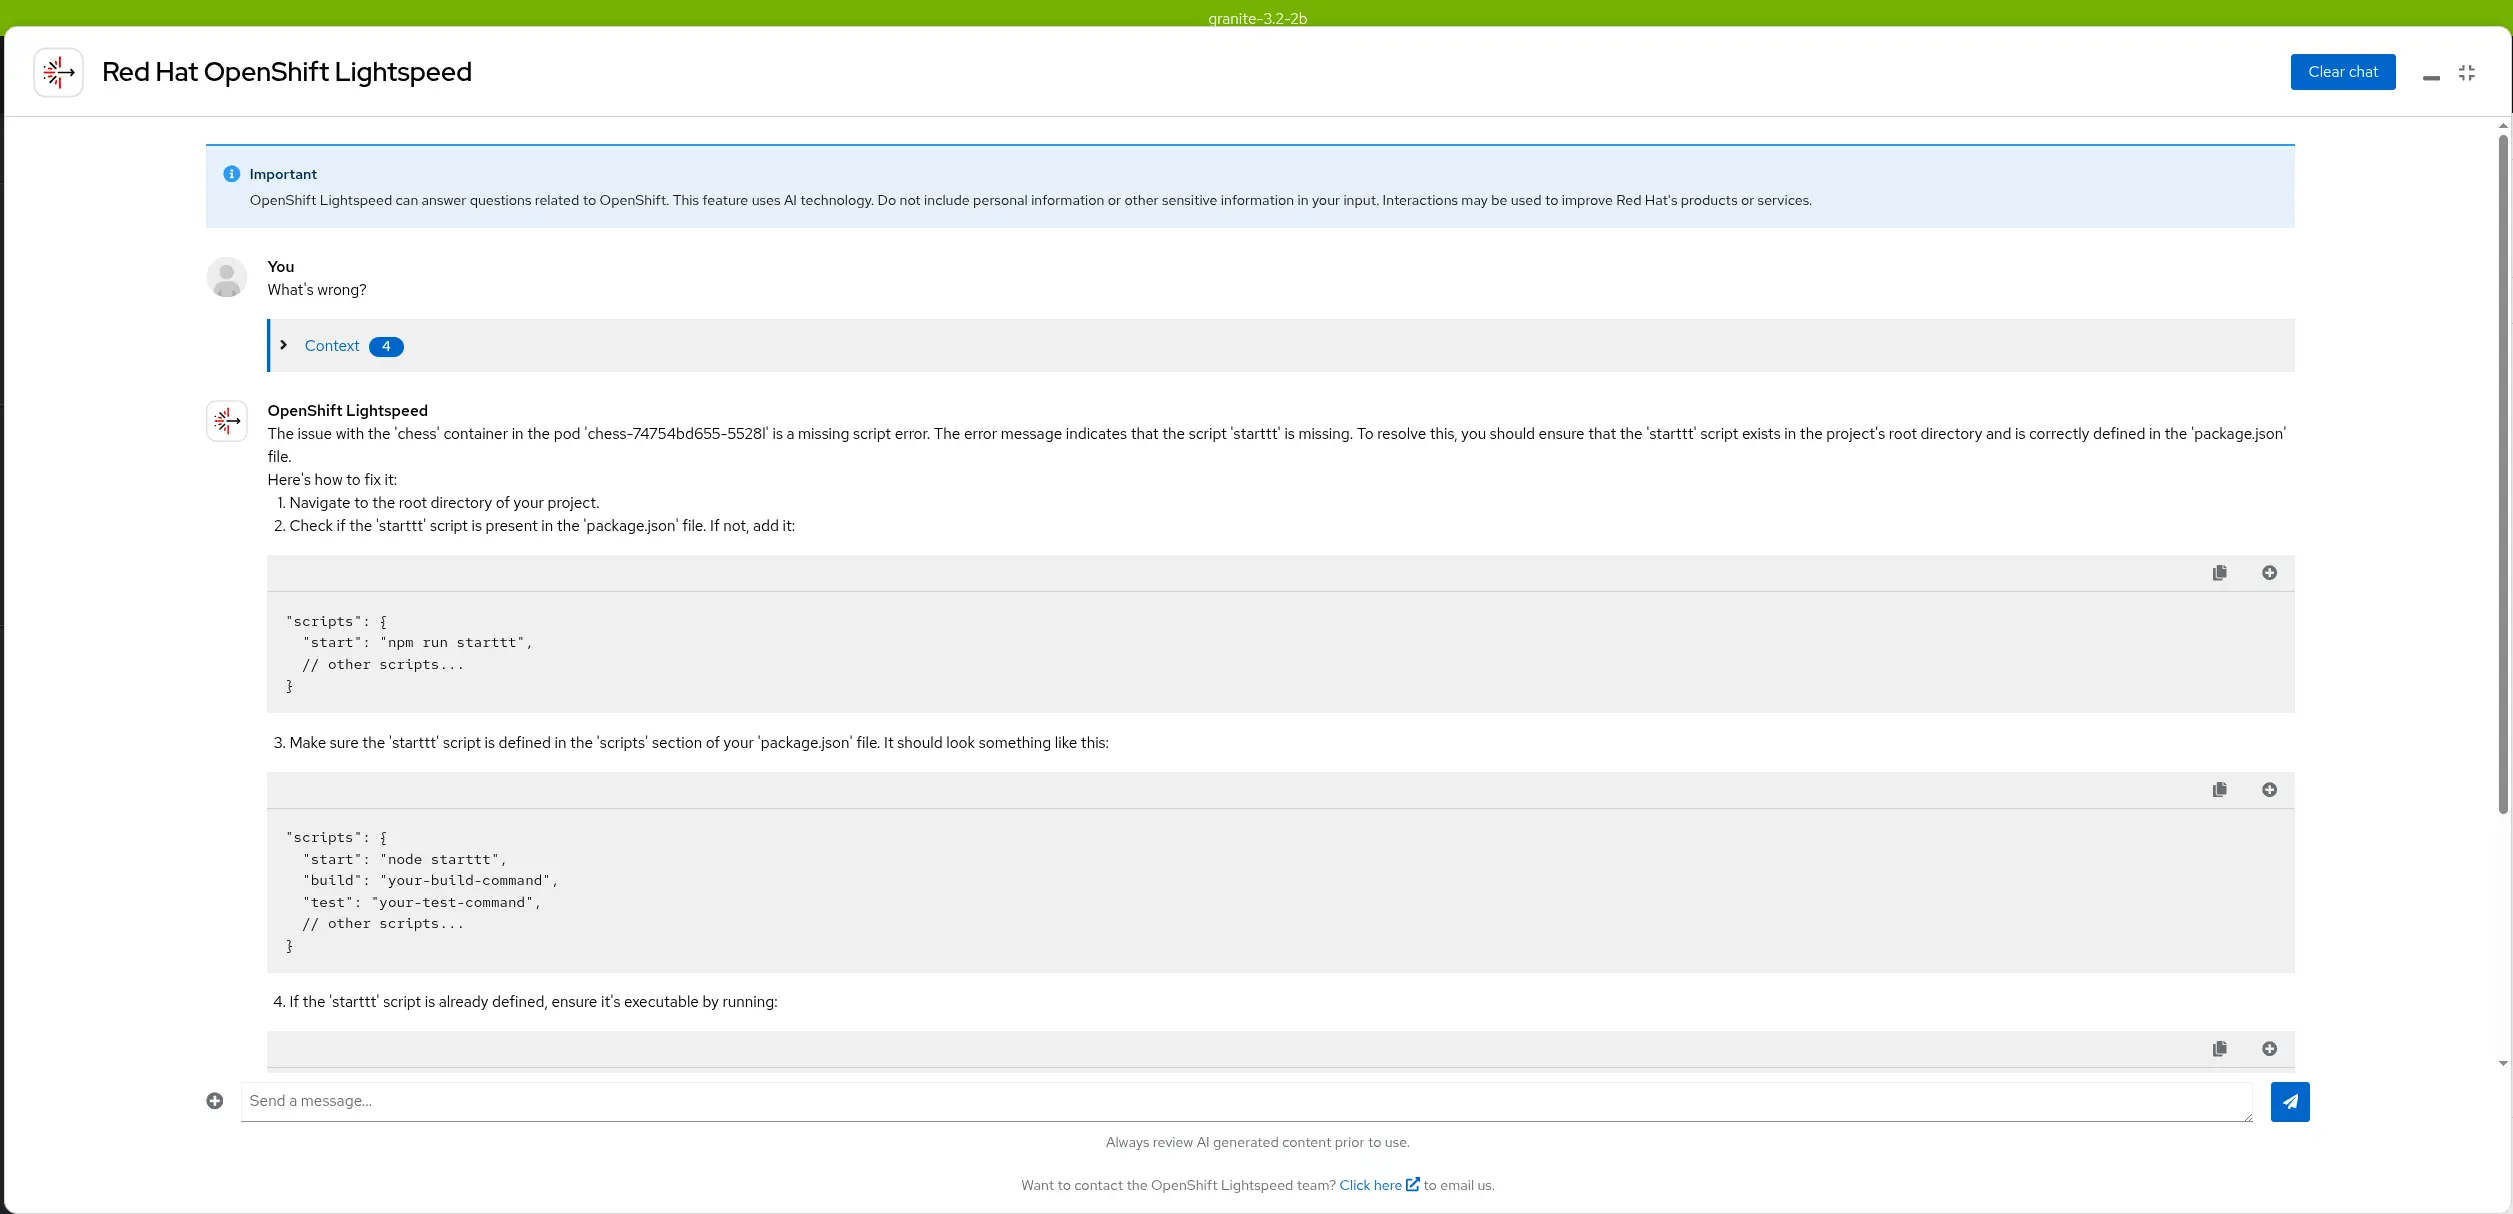 granite-3.2-2b
Red Hat OpenShift Lightspeed
Clear chat
Important
OpenShift Lightspeed can answer questions related to OpenShift. This feature uses AI technology. Do not include personal information or other sensitive information in your input. Interactions may be used to improve Red Hat's products or services.
You
What's wrong?
Context 4
OpenShift Lightspeed
The issue with the 'chess' container in the pod 'chess-74754bd655-5528l' is a missing script error. The error message indicates that the script 'starttt' is missing. To resolve this, you should ensure that the 'starttt' script exists in the project's root directory and is correctly defined in the 'package.json'
file.
Here's how to fix it:
1. Navigate to the root directory of your project.
2. Check if the 'starttt' script is present in the 'package.json' file. If not, add it:
"scripts": {
"start": "npm run starttt",
// other scripts...
}
3. Make sure the 'starttt' script is defined in the 'scripts' section of your 'package.json' file. It should look something like this:
"scripts": {
"start": "node starttt",
"build": "your-build-command",
"test": "your-test-command",
// other scripts...
}
4. If the 'starttt' script is already defined, ensure it's executable by running:
Send a message...
Always review AI generated content prior to use.
Want to contact the OpenShift Lightspeed team? Click here to email us.